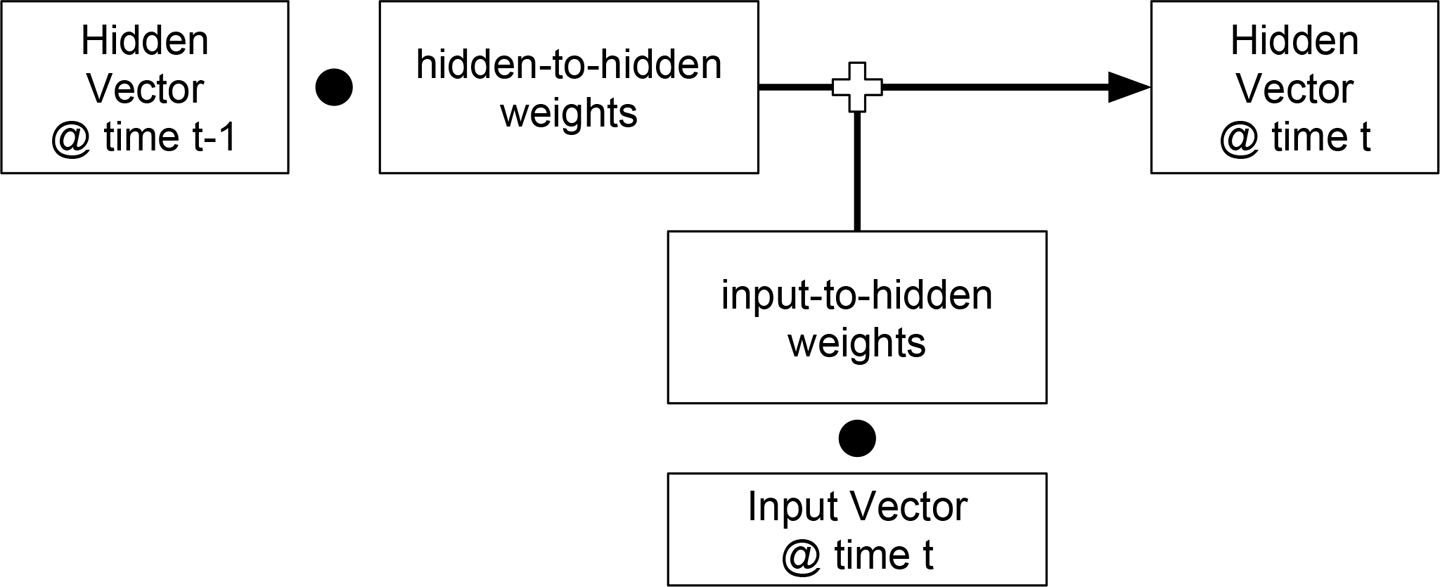 Hidden
Vector
@ time t-1
hidden-to-hidden
weights
Hidden
Vector
@ time t
input-to-hidden
weights
Input Vector
@ time t